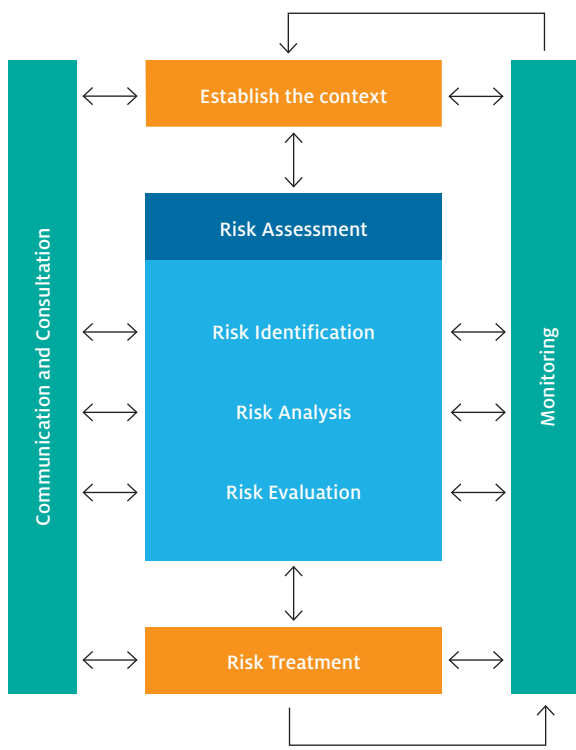 Establish the context
Risk Assessment
Risk Identification
Risk Analysis
Risk Evaluation
Risk Treatment
Communication and Consultation
Monitoring